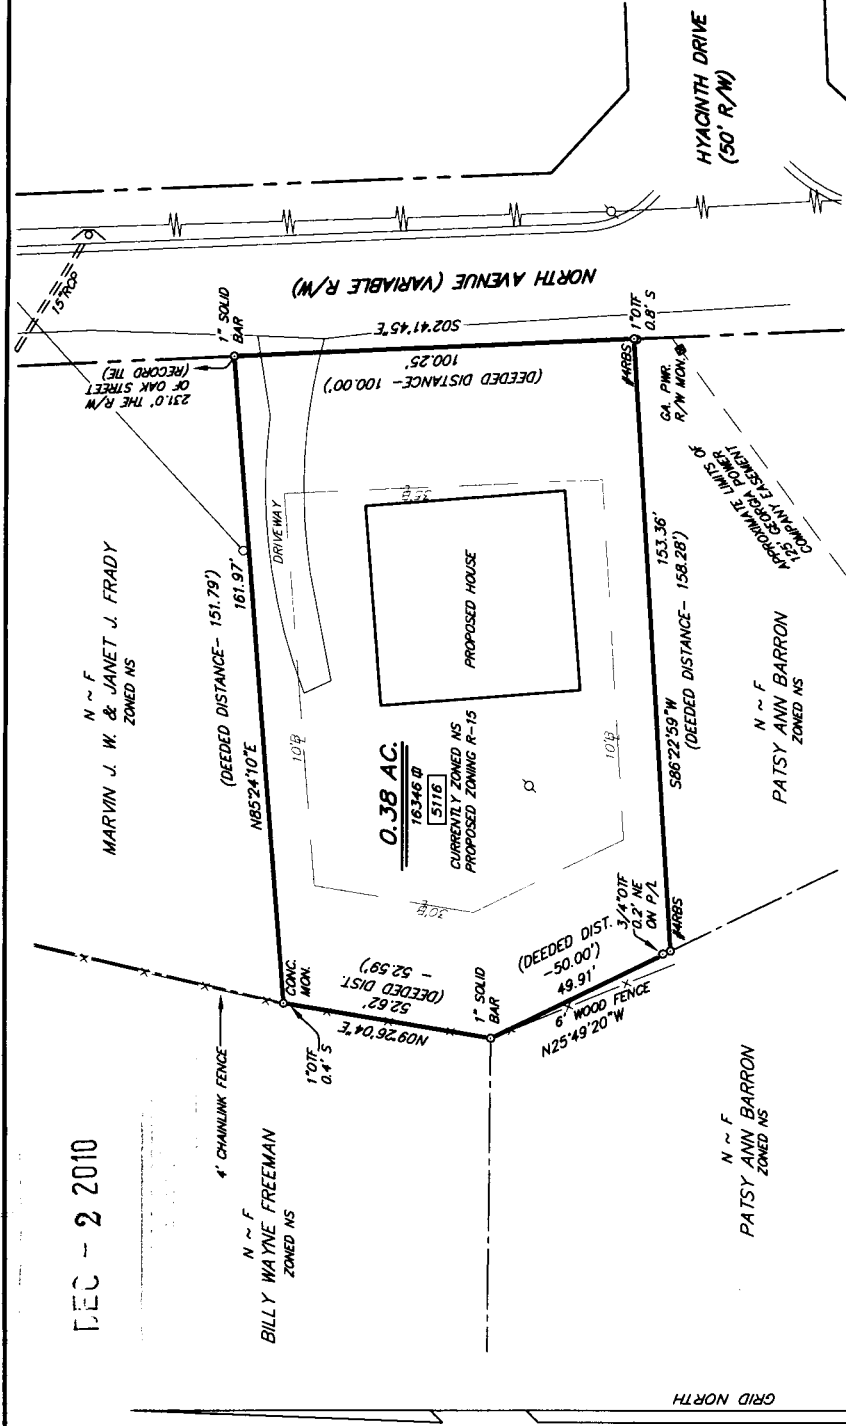 DEC - 2 2010
N ~ F
MARVIN J. W. & JANET J. FRADY
ZONED NS
15"RCP
231.0' THE R/W
OF OAK STREET
(RECORD TIE)
1" SOLID
BAR
NORTH AVENUE (VARIABLE R/W)
HYACINTH DRIVE
(50' R/W)
S02°41'45"E
100.25'
(DEEDED DISTANCE- 100.00')
1"OTF
0.8' S
#4RBS
GA. PWR.
R/W MON.
APPROXIMATE LIMITS OF
125' GEORGIA POWER
COMPANY EASEMENT
DRIVEWAY
35'B
(DEEDED DISTANCE- 151.79')
161.97'
N85°24'10"E
10'B
PROPOSED HOUSE
0.38 AC.
16346
5116
CURRENTLY ZONED NS
PROPOSED ZONING R-15
10'B
30'B
153.36'
S86°22'59"W
(DEEDED DISTANCE- 158.28')
N ~ F
PATSY ANN BARRON
ZONED NS
CONC.
MON.
4' CHAINLINK FENCE
1"OTF
0.4' S
N09°26'04"E
52.62'
(DEEDED DIST.
- 52.59')
1" SOLID
BAR
(DEEDED DIST.
-50.00')
49.91'
3/4"OTF
0.2' NE
ON P/L
#4RBS
6' WOOD FENCE
N25°49'20"W
N ~ F
BILLY WAYNE FREEMAN
ZONED NS
N ~ F
PATSY ANN BARRON
ZONED NS
GRID NORTH